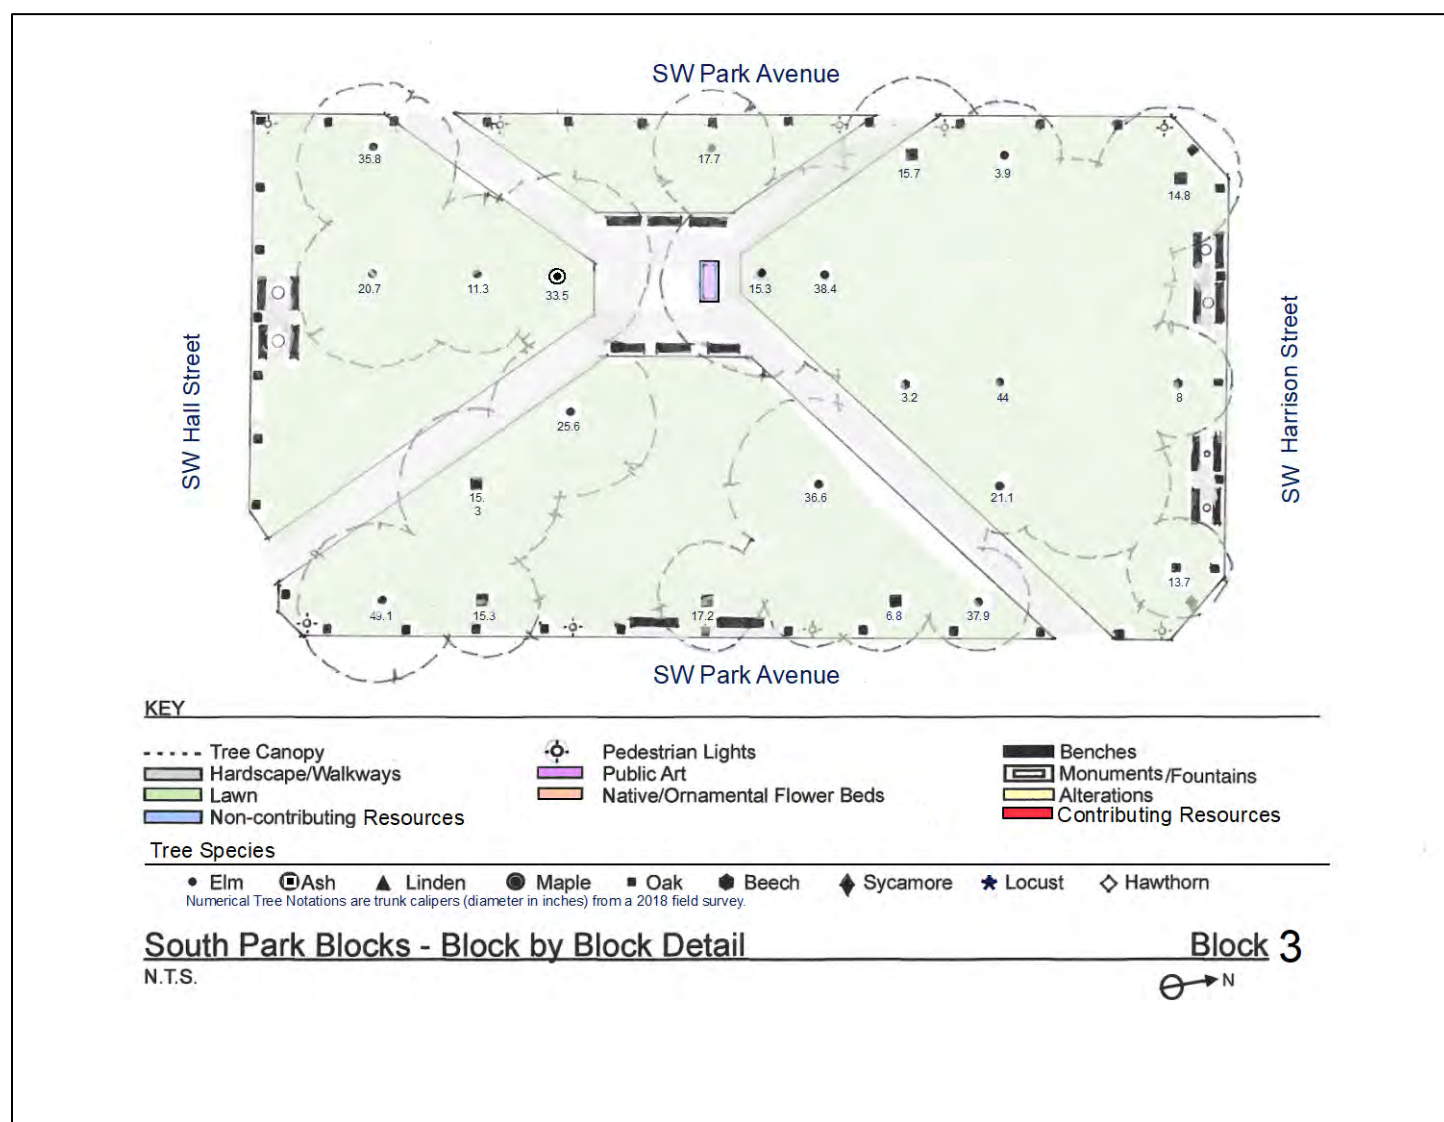 SW Park Avenue
35.8
17.7
15.7
3.9
14.8
20.7
11.3
33.5
15.3
38.4
SW Hall Street
SW Harrison Street
3.2
44
8
25.6
15.
3
36.6
21.1
13.7
49.1
15.3
17.2
6.8
37.9
SW Park Avenue
KEY
Tree Canopy
Hardscape/Walkways
Lawn
Non-contributing Resources
Pedestrian Lights
Public Art
Native/Ornamental Flower Beds
Benches
Monuments/Fountains
Alterations
Contributing Resources
Tree Species
Elm Ash Linden Maple Oak Beech Sycamore Locust Hawthorn
Numerical Tree Notations are trunk calipers (diameter in inches) from a 2018 field survey.
South Park Blocks - Block by Block Detail Block 3
N.T.S.
N